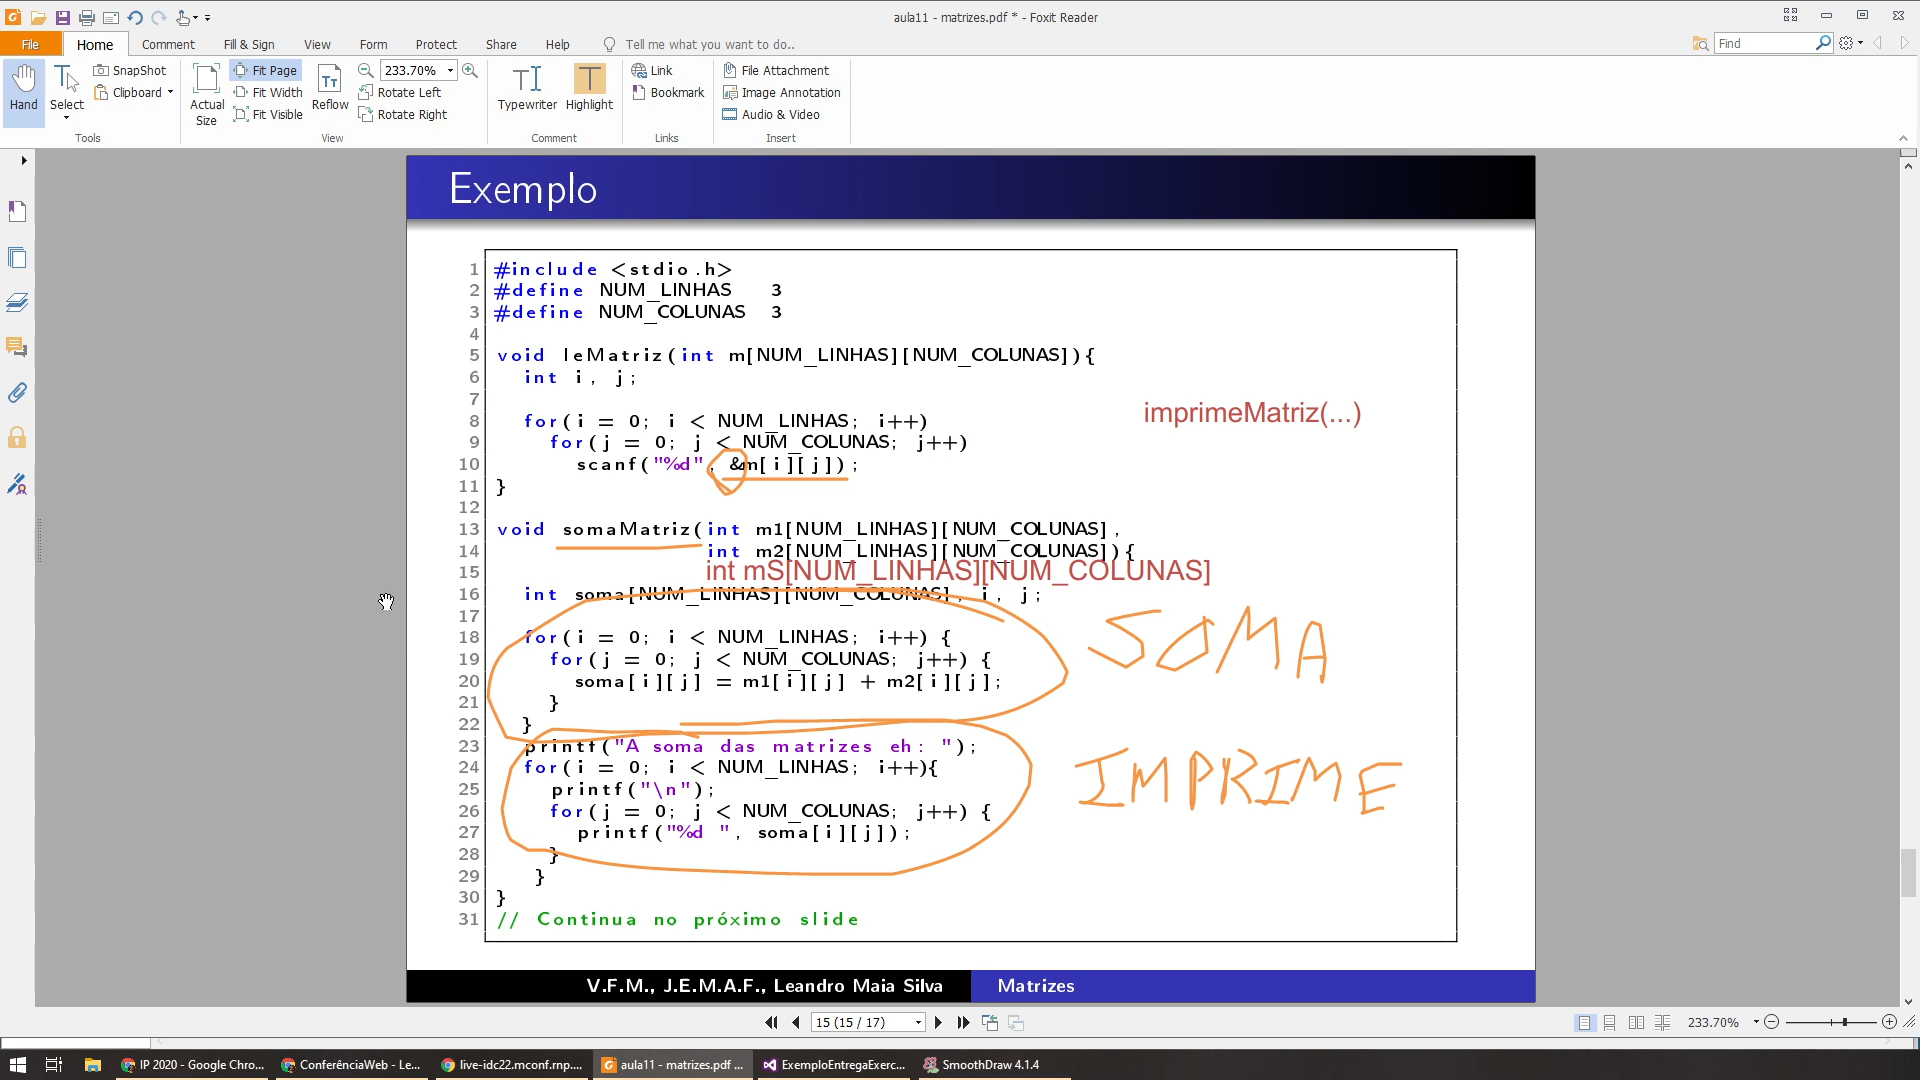 aula11 - matrizes.pdf * - Foxit Reader
File Home Comment Fill & Sign View Form Protect Share Help Tell me what you want to do.. Find
Hand Select SnapShot Clipboard Actual Size Fit Page Fit Width Fit Visible Reflow 233.70% Rotate Left Rotate Right Typewriter Highlight Link Bookmark File Attachment Image Annotation Audio & Video
Tools View Comment Links Insert
Exemplo
1 #include <stdio.h>
2 #define NUM_LINHAS 3
3 #define NUM_COLUNAS 3
4
5 void leMatriz(int m[NUM_LINHAS][NUM_COLUNAS]){
6 int i, j;
7
imprimeMatriz(...)
8 for(i = 0; i < NUM_LINHAS; i++)
9 for(j = 0; j < NUM_COLUNAS; j++)
10 scanf("%d", &m[i][j]);
11 }
12
13 void somaMatriz(int m1[NUM_LINHAS][NUM_COLUNAS],
14 int m2[NUM_LINHAS][NUM_COLUNAS]){
15 int mS[NUM_LINHAS][NUM_COLUNAS]
16 int soma[NUM_LINHAS][NUM_COLUNAS], i, j;
17
18 for(i = 0; i < NUM_LINHAS; i++) {
19 for(j = 0; j < NUM_COLUNAS; j++) {
20 soma[i][j] = m1[i][j] + m2[i][j];
21 }
22 }
SOMA
23 printf("A soma das matrizes eh: ");
24 for(i = 0; i < NUM_LINHAS; i++){
25 printf("\n");
26 for(j = 0; j < NUM_COLUNAS; j++) {
27 printf("%d ", soma[i][j]);
28 }
29 }
30 }
IMPRIME
31 // Continua no próximo slide
V.F.M., J.E.M.A.F., Leandro Maia Silva Matrizes
15 (15 / 17) 233.70%
IP 2020 - Google Chro... ConferênciaWeb - Le... live-idc22.mconf.rnp.... aula11 - matrizes.pdf ... ExemploEntregaExerc... SmoothDraw 4.1.4